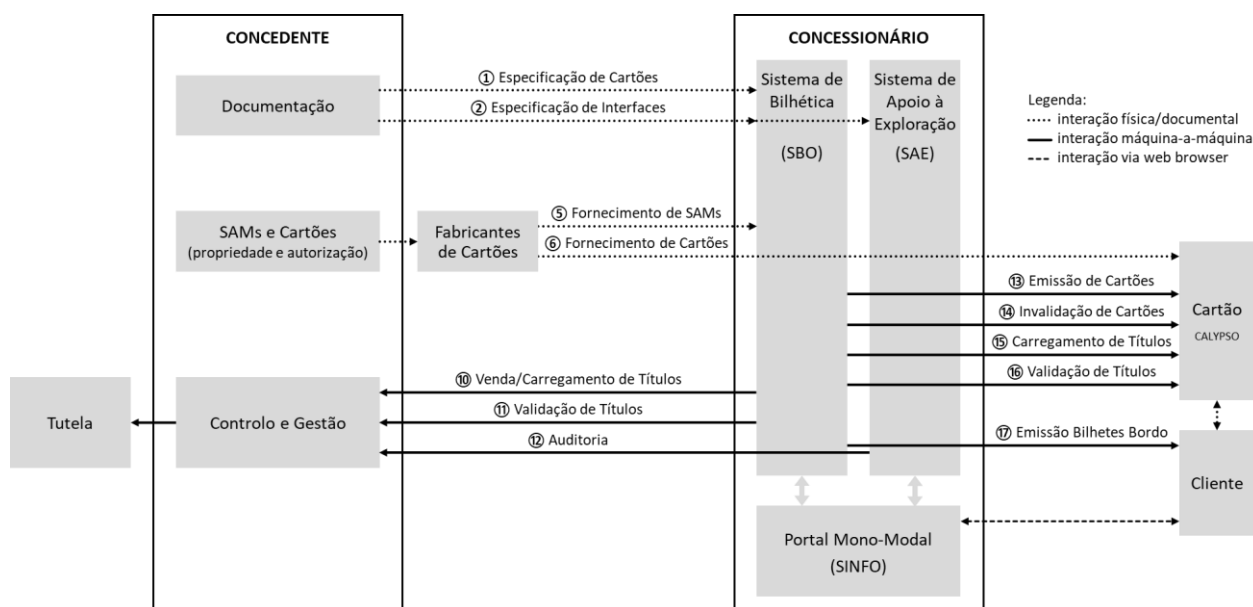 CONCEDENTE
CONCESSIONÁRIO
Documentação
① Especificação de Cartões
② Especificação de Interfaces
Sistema de
Bilhética
(SBO)
Sistema de
Apoio à
Exploração
(SAE)
Legenda:
interação física/documental
interação máquina-a-máquina
interação via web browser
SAMs e Cartões
(propriedade e autorização)
Fabricantes
de Cartões
⑤ Fornecimento de SAMs
⑥ Fornecimento de Cartões
⑬ Emissão de Cartões
⑭ Invalidação de Cartões
⑮ Carregamento de Títulos
⑯ Validação de Títulos
Cartão
CALYPSO
Tutela
Controlo e Gestão
⑩ Venda/Carregamento de Títulos
⑪ Validação de Títulos
⑫ Auditoria
⑰ Emissão Bilhetes Bordo
Cliente
Portal Mono-Modal
(SINFO)